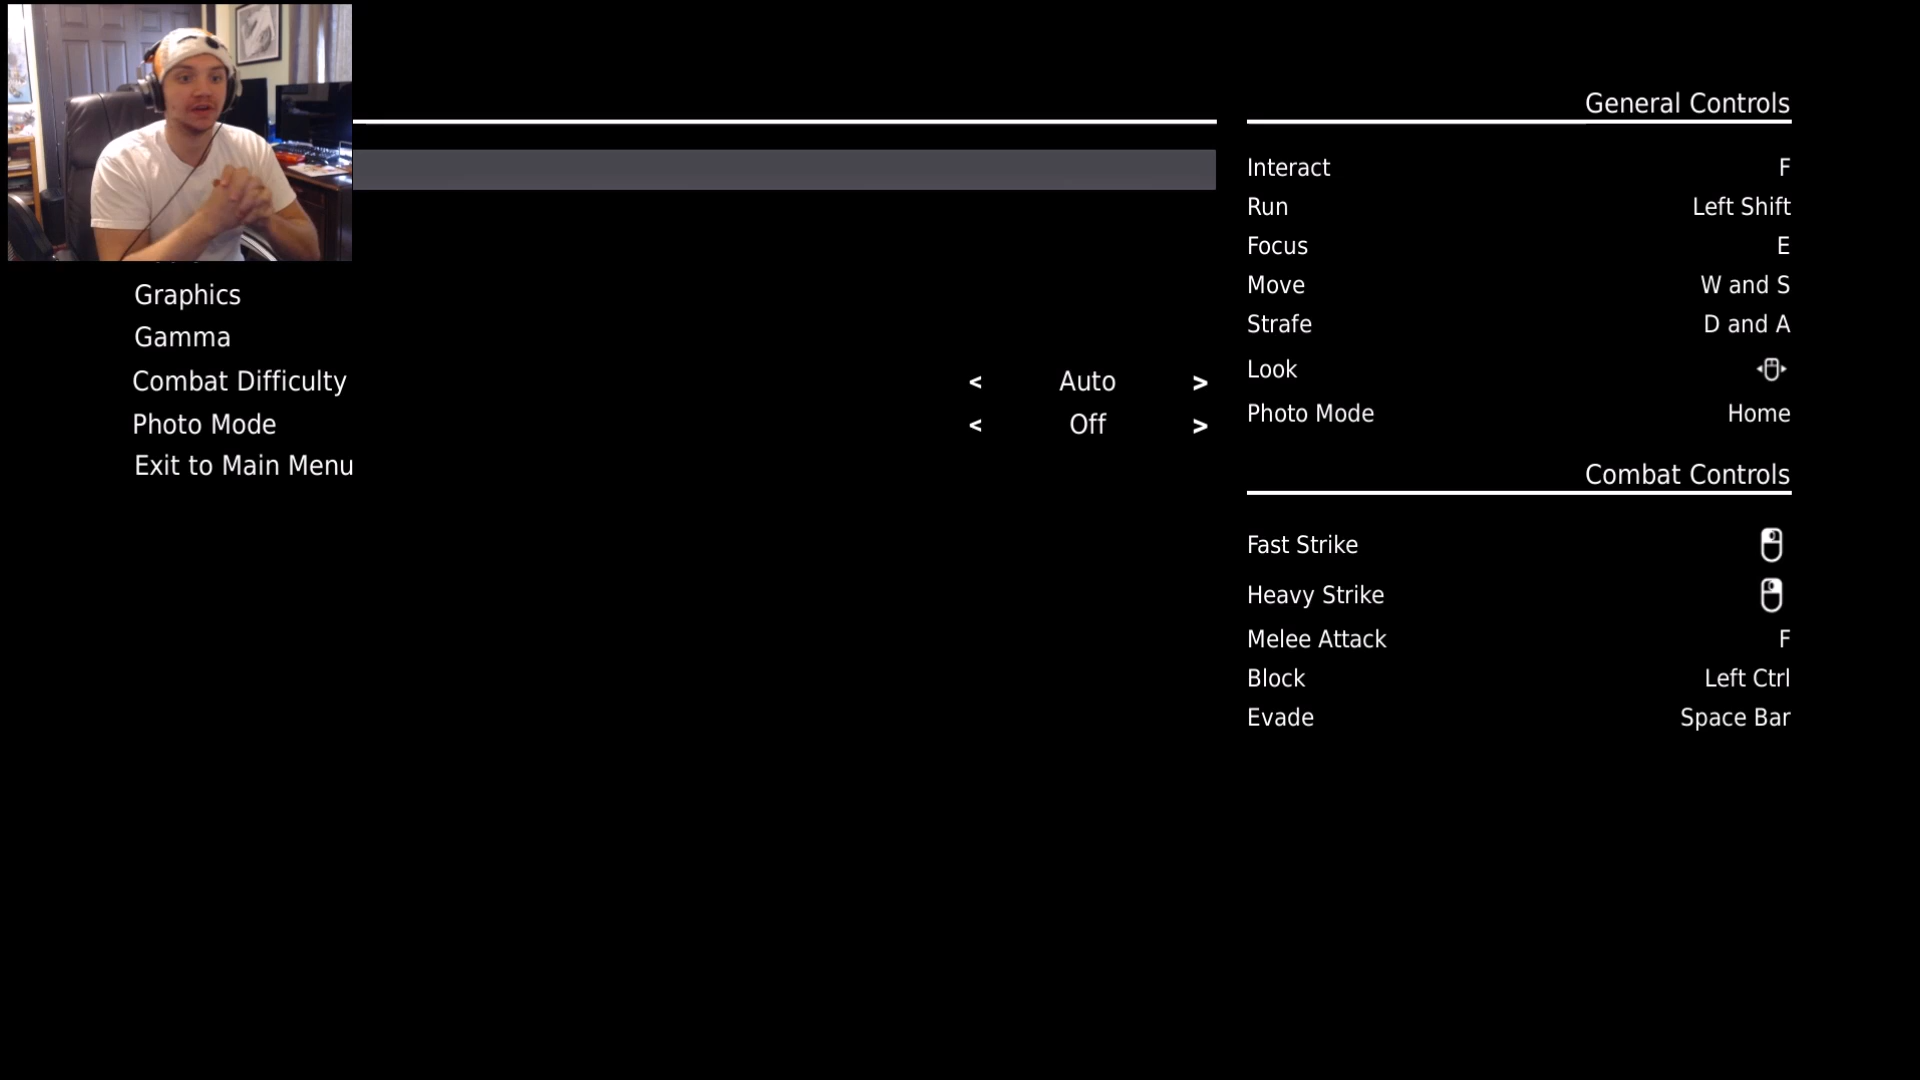 General Controls
Interact F
Run Left Shift
Focus E
Move W and S
Strafe D and A
Look
Photo Mode Home
Combat Controls
Fast Strike
Heavy Strike
Melee Attack F
Block Left Ctrl
Evade Space Bar
Graphics
Gamma
Combat Difficulty < Auto >
Photo Mode < Off >
Exit to Main Menu